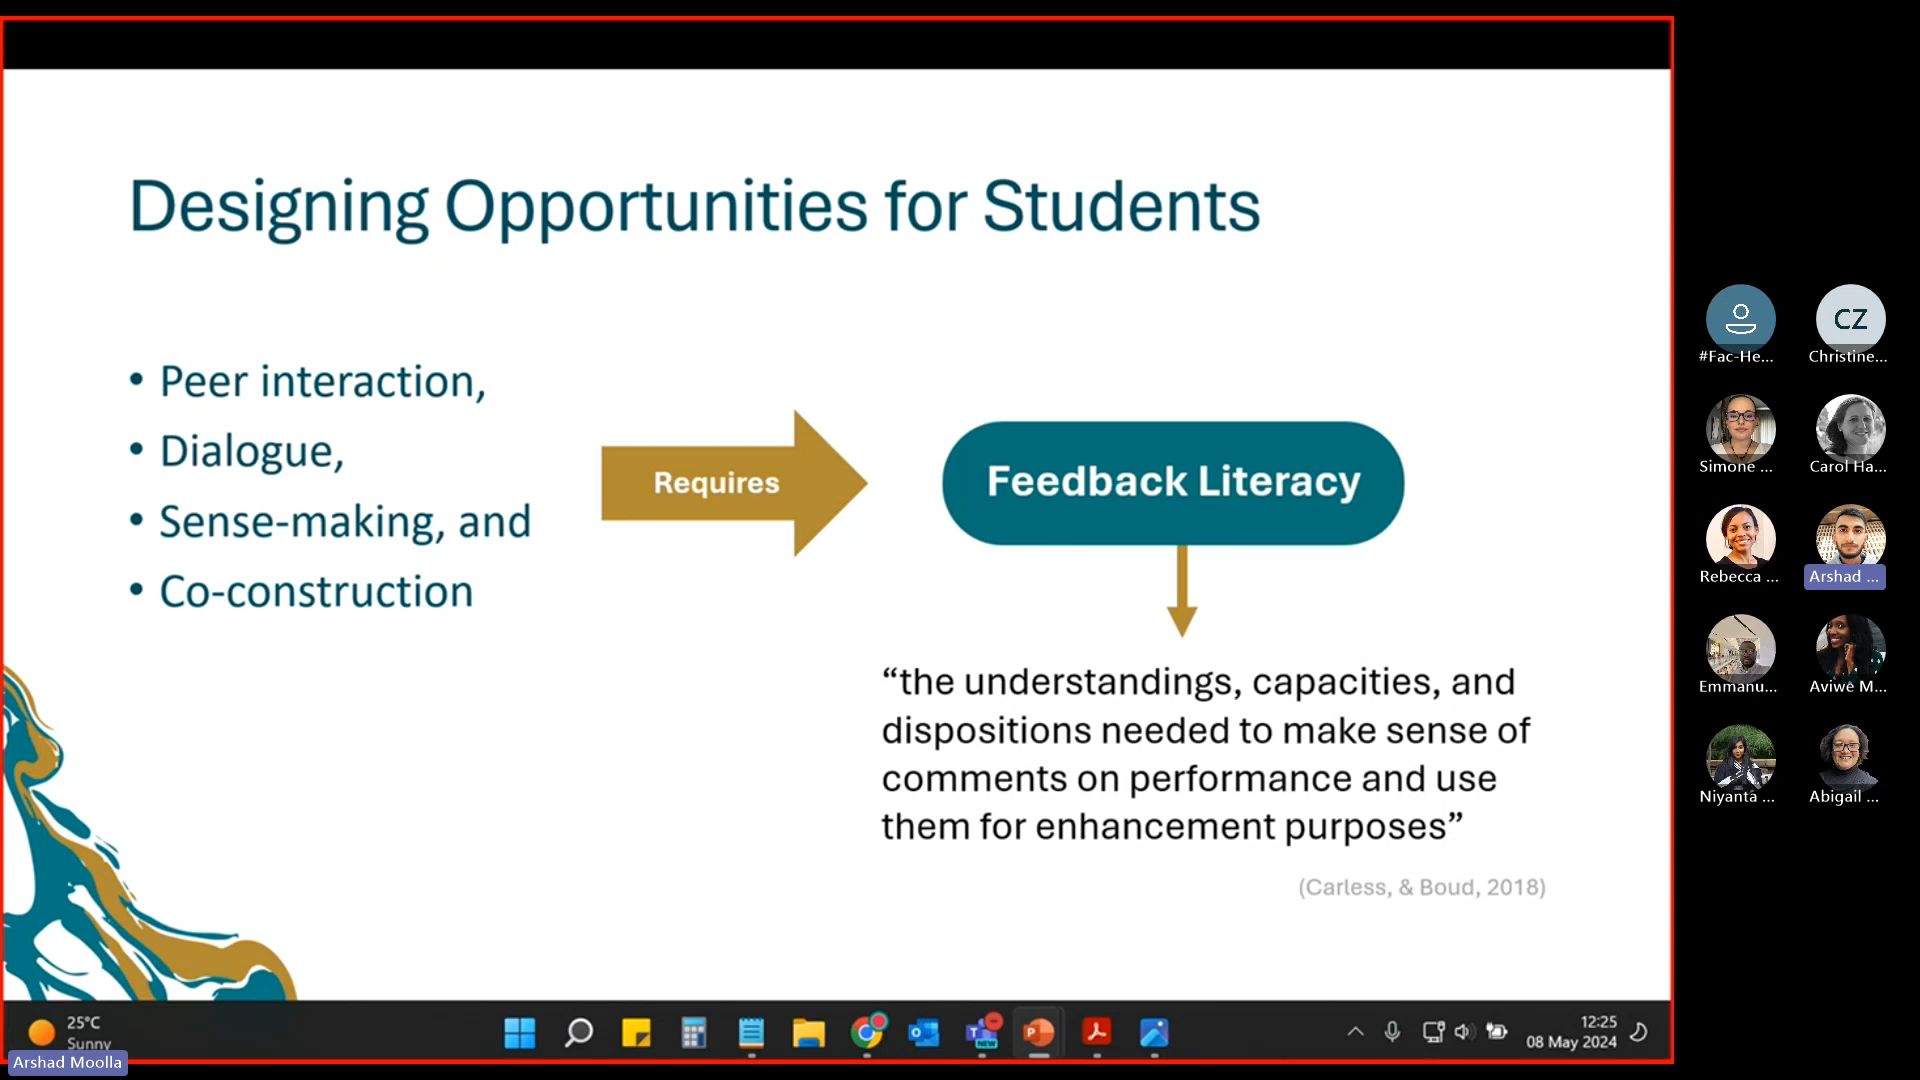 Designing Opportunities for Students
• Peer interaction,
• Dialogue,
• Sense-making, and
• Co-construction
Requires
Feedback Literacy
“the understandings, capacities, and
dispositions needed to make sense of
comments on performance and use
them for enhancement purposes”
(Carless, & Boud, 2018)
#Fac-He...
CZ
Christine...
Simone ...
Carol Ha...
Rebecca ...
Arshad ...
Emmanu...
Aviwe M...
Niyanta ...
Abigail ...
25°C
Sunny
NEW
12:25
08 May 2024
Arshad Moolla